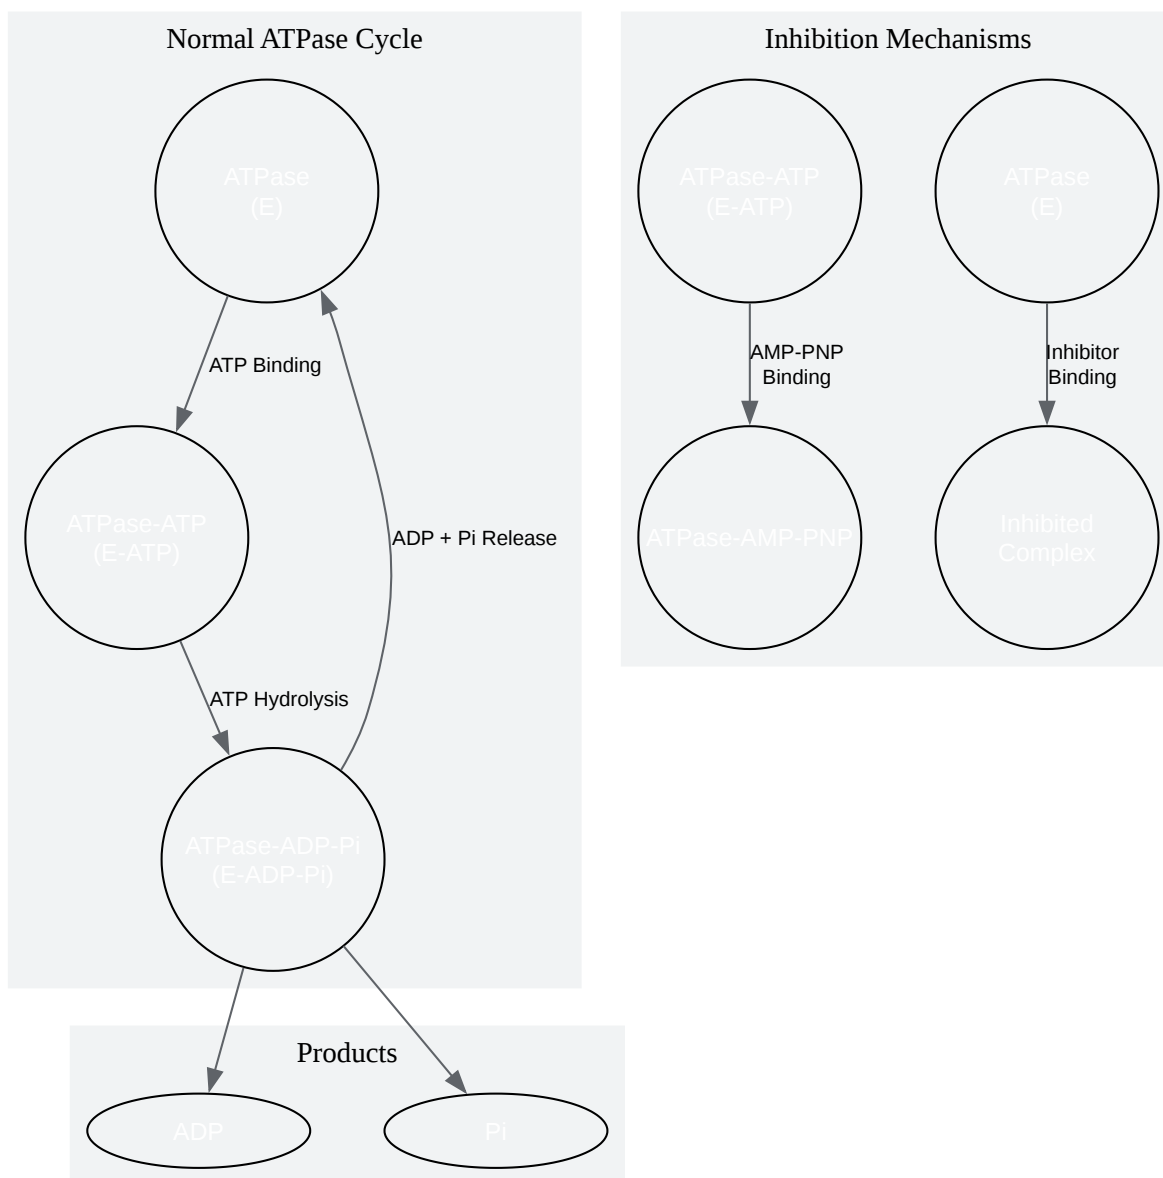 Normal ATPase Cycle
ATPase
(E)
ATP Binding
ATPase-ATP
(E-ATP)
ADP + Pi Release
ATP Hydrolysis
ATPase-ADP-Pi
(E-ADP-Pi)
Products
ADP
Pi
Inhibition Mechanisms
ATPase-ATP
(E-ATP)
AMP-PNP
Binding
ATPase-AMP-PNP
ATPase
(E)
Inhibitor
Binding
Inhibited
Complex